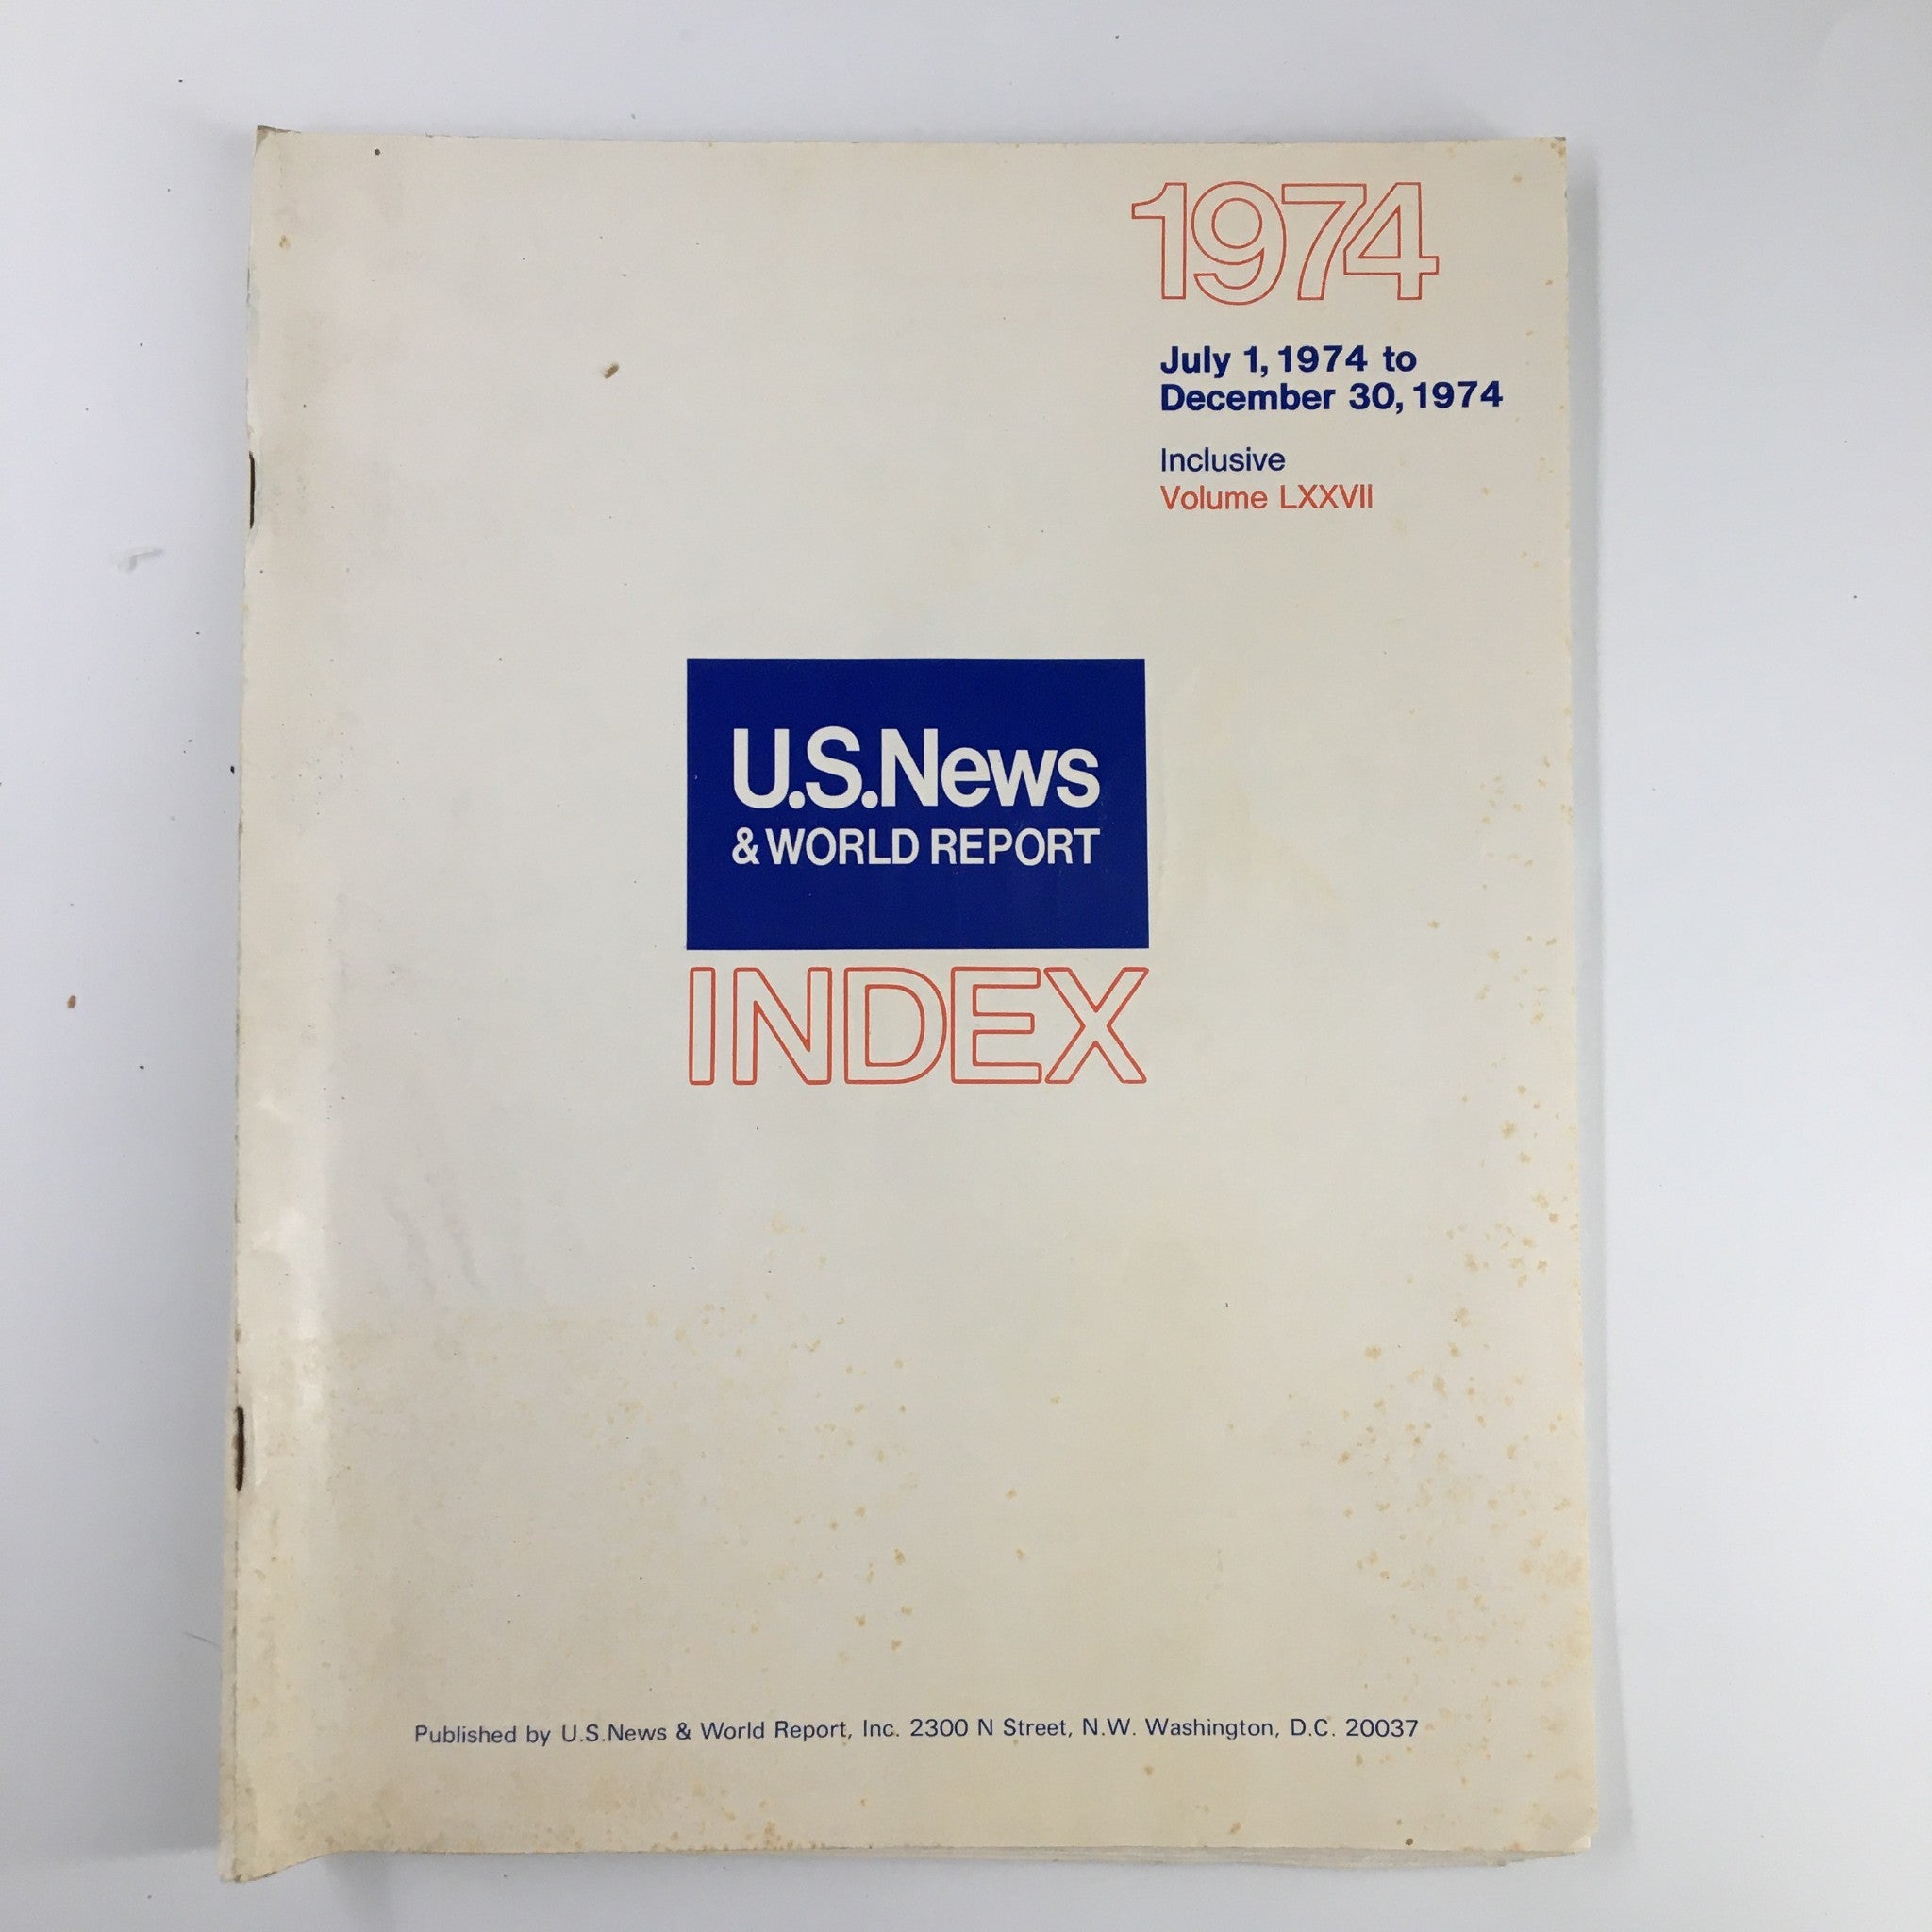 1974
July 1, 1974 to
December 30, 1974
Inclusive
Volume LXXVII
U.S.News
& WORLD REPORT
INDEX
Published by U.S.News & World Report, Inc. 2300 N Street, N.W. Washington, D.C. 20037